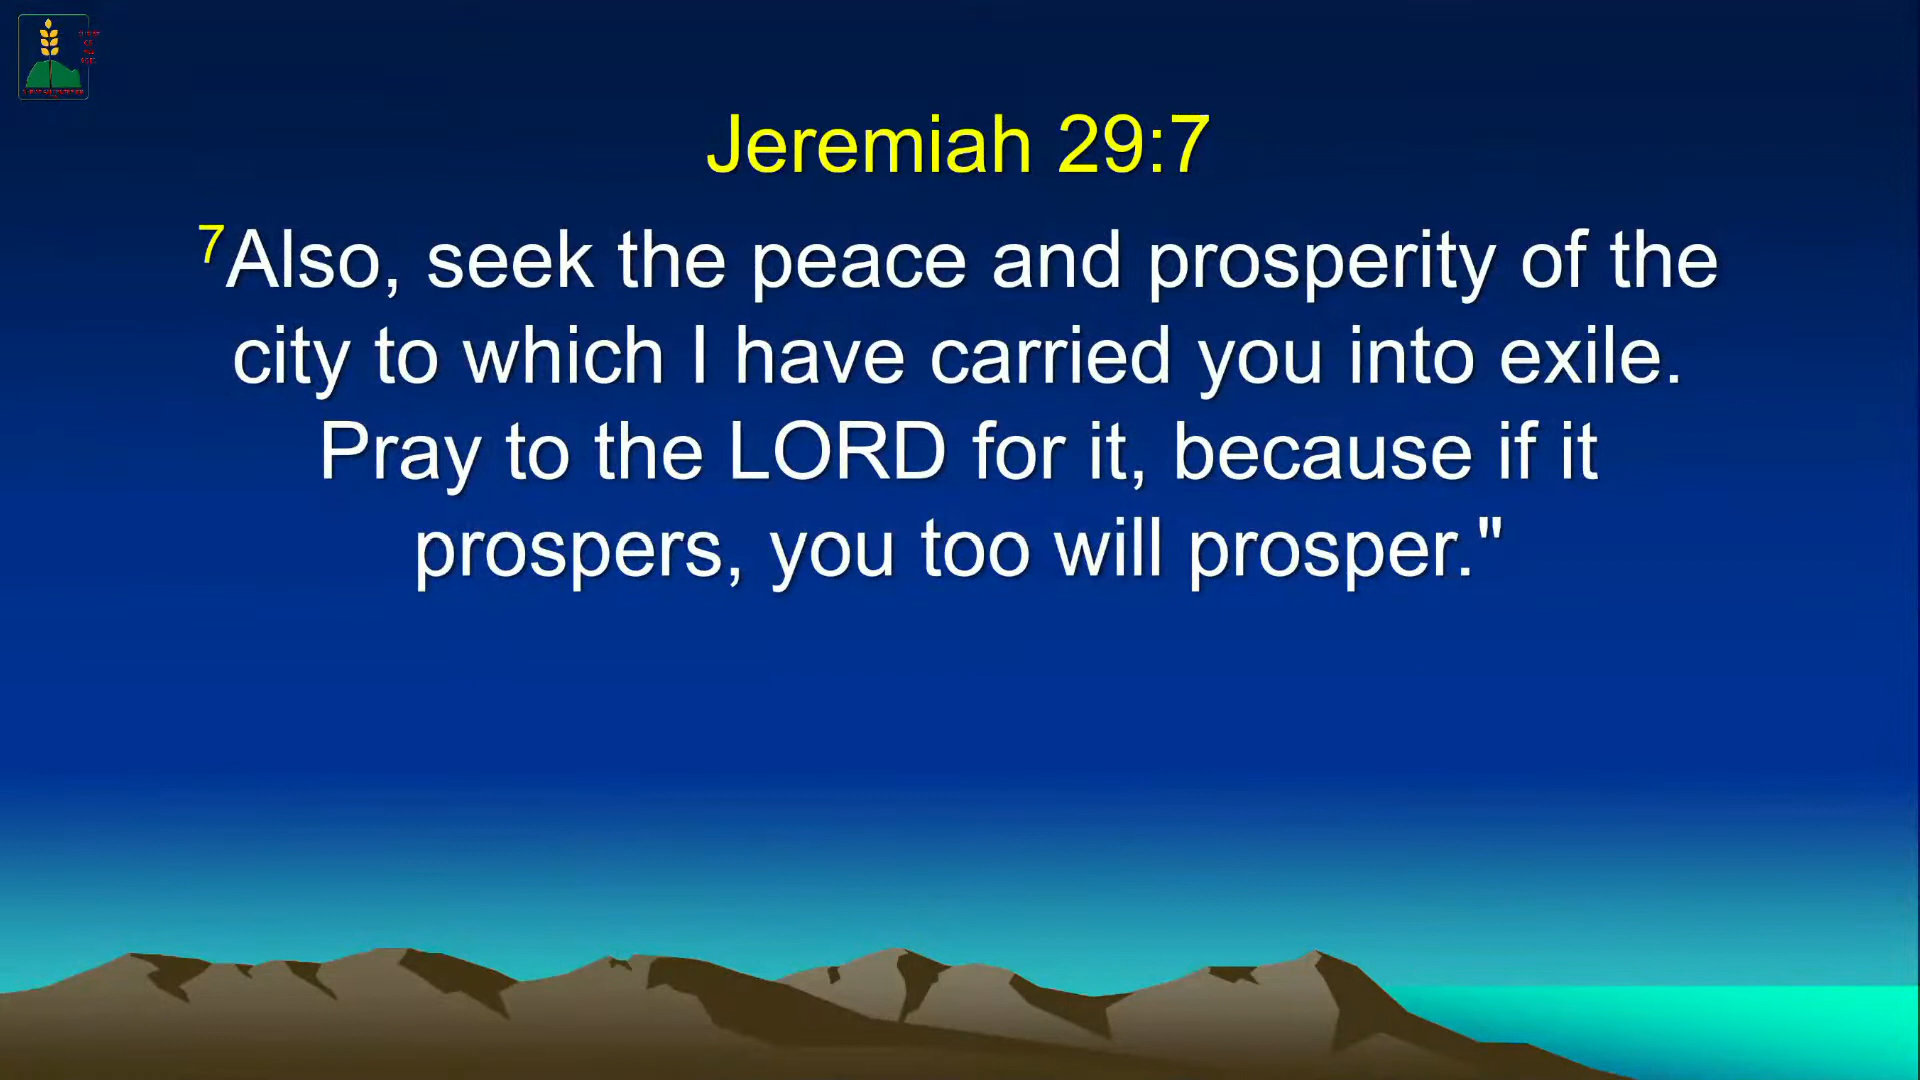 Jeremiah 29:7
7Also, seek the peace and prosperity of the
city to which I have carried you into exile.
Pray to the LORD for it, because if it
prospers, you too will prosper."